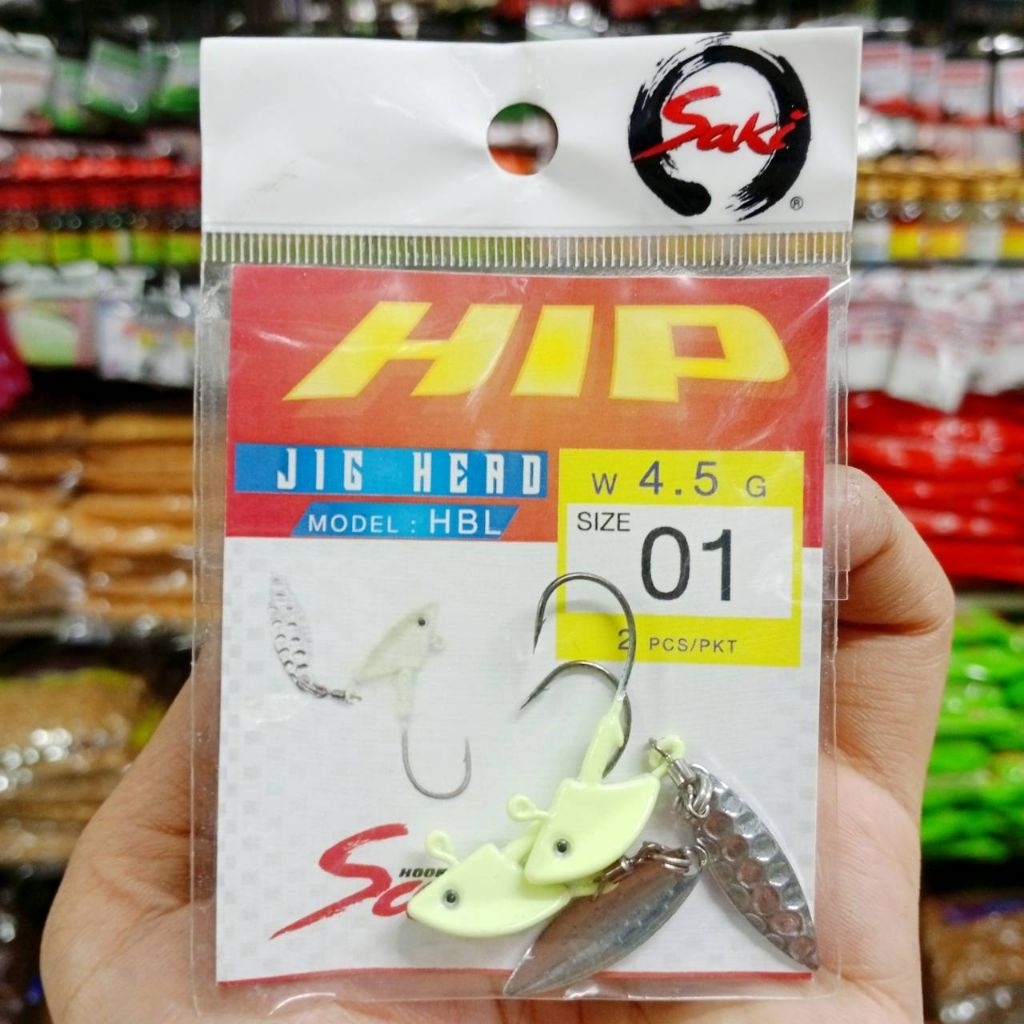 Saki
®
HIP
JIG HEAD
MODEL : HBL
W 4.5 G
SIZE
01
2 PCS/PKT
HOOK